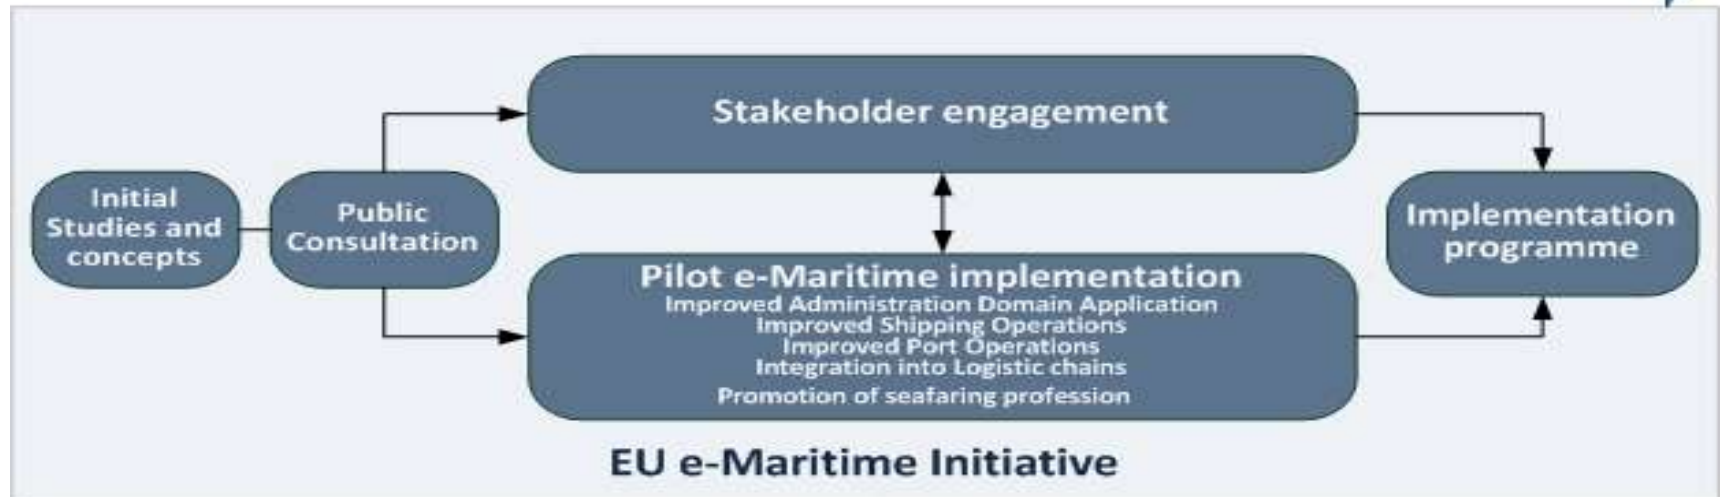 Stakeholder engagement
Initial
Studies and
concepts
Public
Consultation
Implementation
programme
Pilot e-Maritime implementation
Improved Administration Domain Application
Improved Shipping Operations
Improved Port Operations
Integration into Logistic chains
Promotion of seafaring profession
EU e-Maritime Initiative